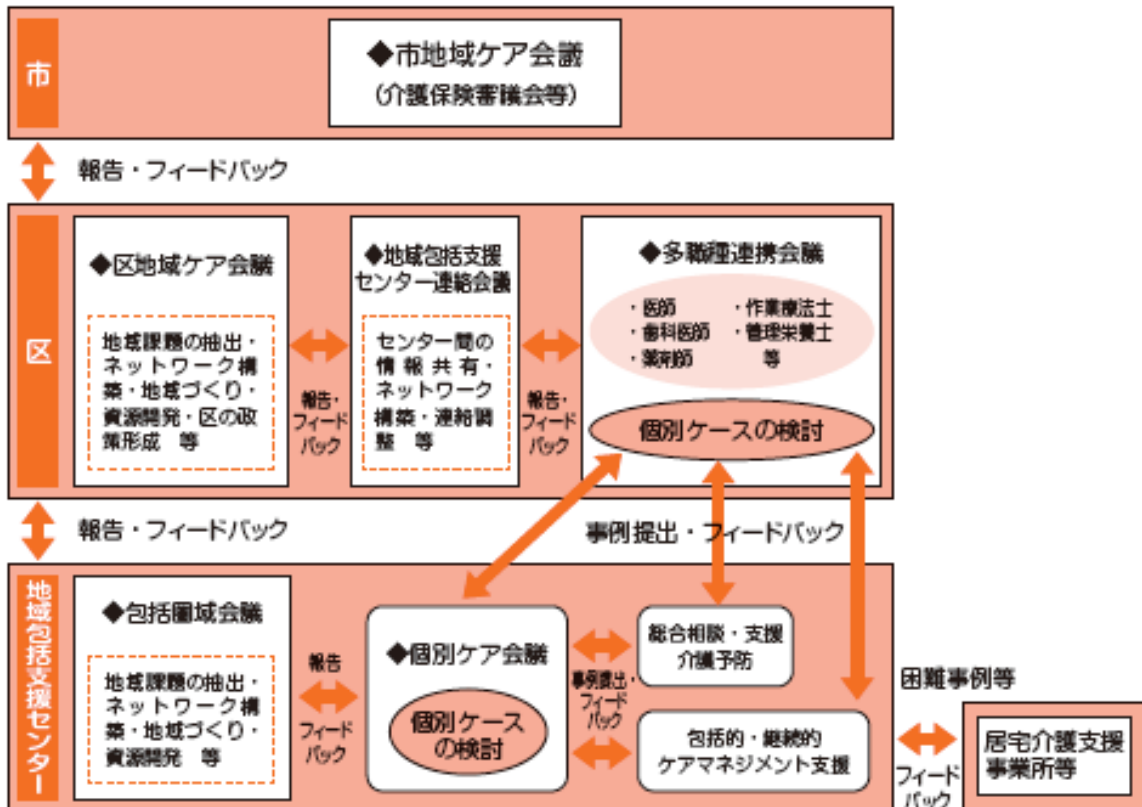 市
◆市地域ケア会議
(介護保険審議会等)
報告・フィードバック
区
◆区地域ケア会議
地域課題の抽出・
ネットワーク構
築・地域づくり・
資源開発・区の政
策形成 等
報告・
フィード
バック
◆地域包括支援
センター連絡会議
センター間の
情報共有・
ネットワーク
構築・連絡調
整 等
報告・
フィード
バック
◆多職種連携会議
・医師
・歯科医師
・薬剤師
・作業療法士
・管理栄養士
等
個別ケースの検討
報告・フィードバック
事例提出・フィードバック
地域包括支援センター
◆包括圏域会議
地域課題の抽出・
ネットワーク構
築・地域づくり・
資源開発 等
報告
フィード
バック
◆個別ケア会議
個別ケース
の検討
事例提出・
フィード
バック
総合相談・支援
介護予防
包括的・継続的
ケアマネジメント支援
困難事例等
フィード
バック
居宅介護支援
事業所等